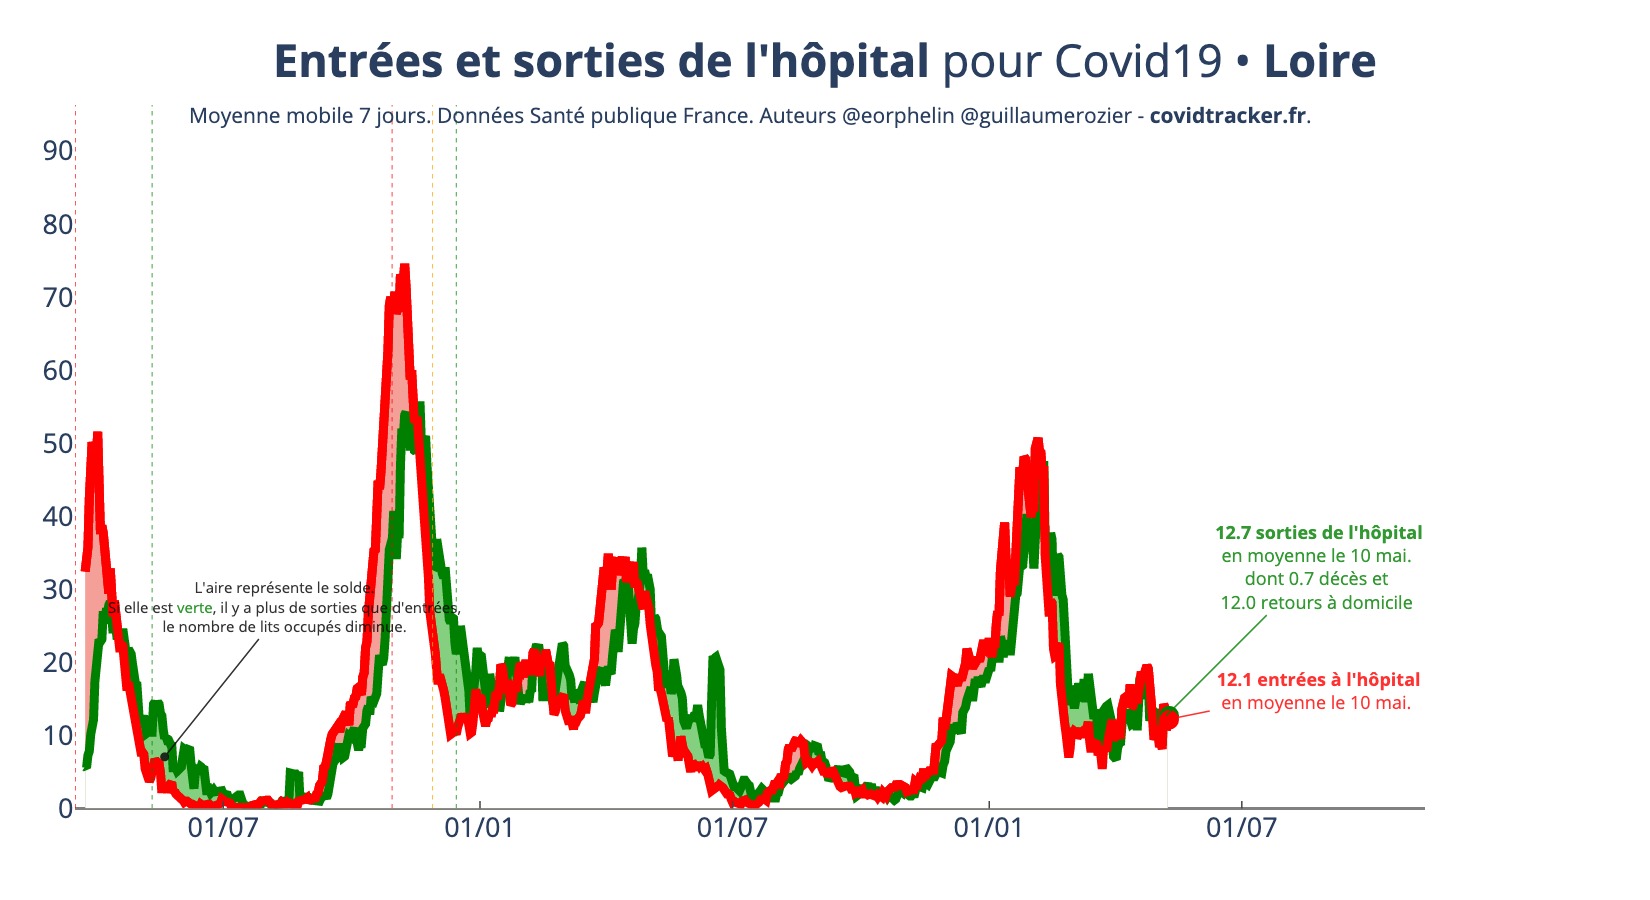 Entrées et sorties de l'hôpital pour Covid19 • Loire
Moyenne mobile 7 jours. Données Santé publique France. Auteurs @eorphelin @guillaumerozier - covidtracker.fr.
90
80
70
60
50
40
30
20
10
0
L'aire représente le solde.
Si elle est verte, il y a plus de sorties que d'entrées,
le nombre de lits occupés diminue.
12.7 sorties de l'hôpital
en moyenne le 10 mai.
dont 0.7 décès et
12.0 retours à domicile
12.1 entrées à l'hôpital
en moyenne le 10 mai.
01/07
01/01
01/07
01/01
01/07